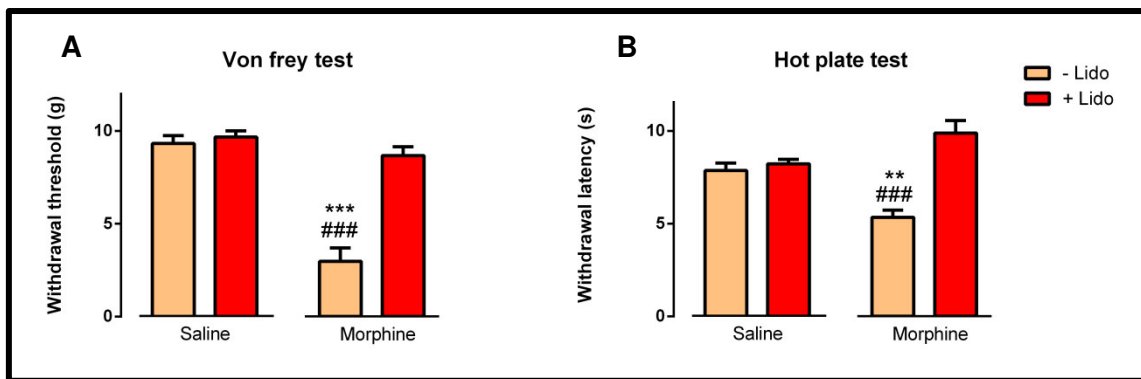 A
Von frey test
Withdrawal threshold (g)
10
5
0
***
###
Saline
Morphine
B
Hot plate test
Withdrawal latency (s)
10
5
0
**
###
Saline
Morphine
- Lido
+ Lido